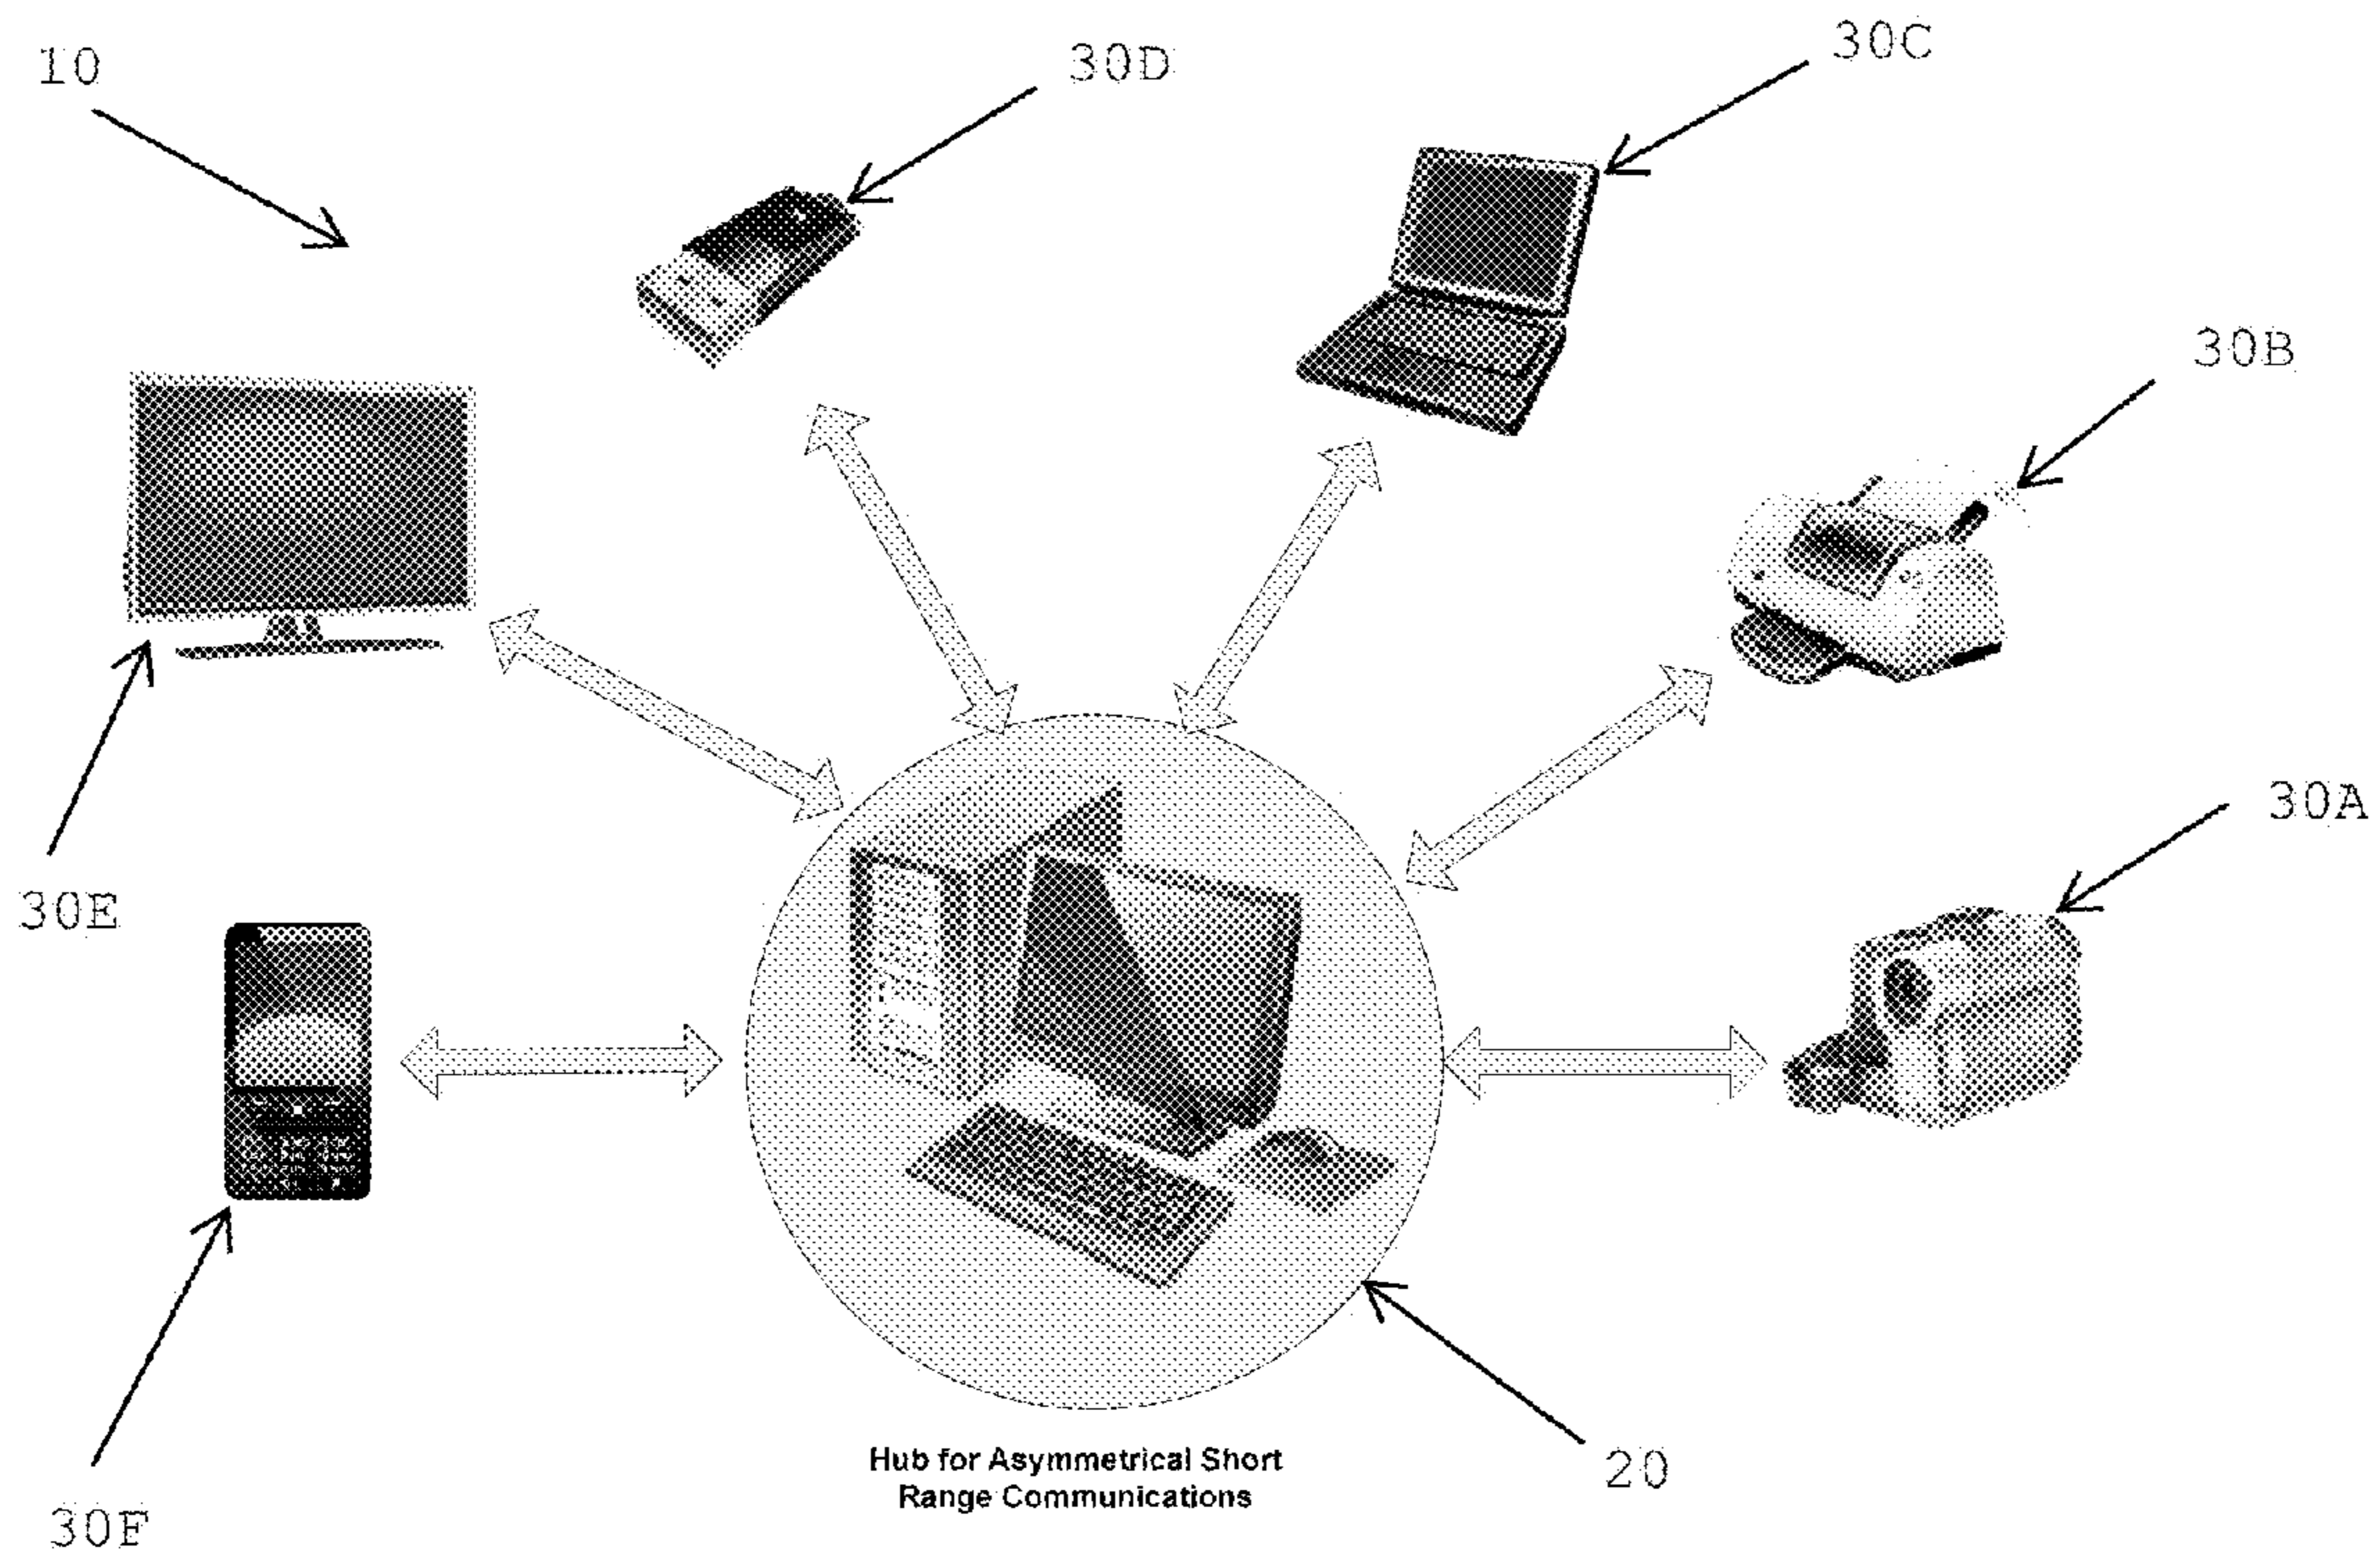 10
30D
30C
30B
30A
30E
Hub for Asymmetrical Short
Range Communications
20
30F